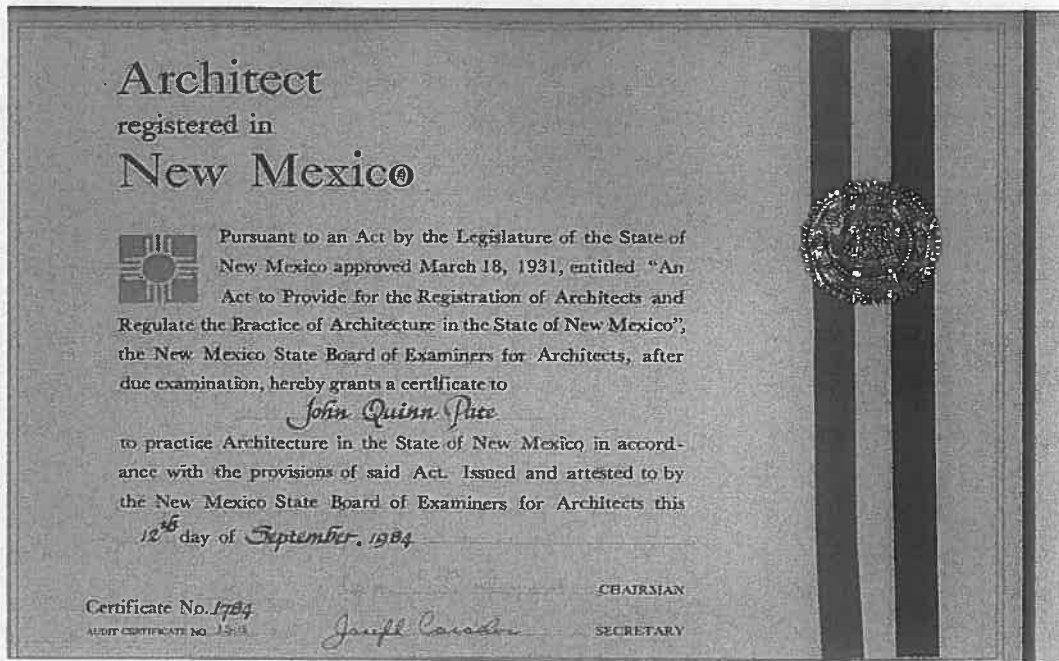 Architect
registered in
New Mexico
Pursuant to an Act by the Legislature of the State of
New Mexico approved March 18, 1931, entitled "An
Act to Provide for the Registration of Architects and
Regulate the Practice of Architecture in the State of New Mexico",
the New Mexico State Board of Examiners for Architects, after
due examination, hereby grants a certificate to
John Quinn Pate
to practice Architecture in the State of New Mexico in accord-
ance with the provisions of said Act. Issued and attested to by
the New Mexico State Board of Examiners for Architects this
12th day of September, 1984
CHAIRMAN
Certificate No. 1784
AUDIT CERTIFICATE NO.
Joseph
SECRETARY